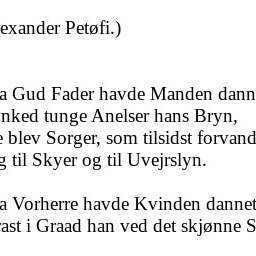 exander Petøfi.)
a Gud Fader havde Manden dann
nked tunge Anelser hans Bryn,
e blev Sorger, som tilsidst forvand
g til Skyer og til Uvejrslyn.
a Vorherre havde Kvinden dannet
rast i Graad han ved det skjønne S